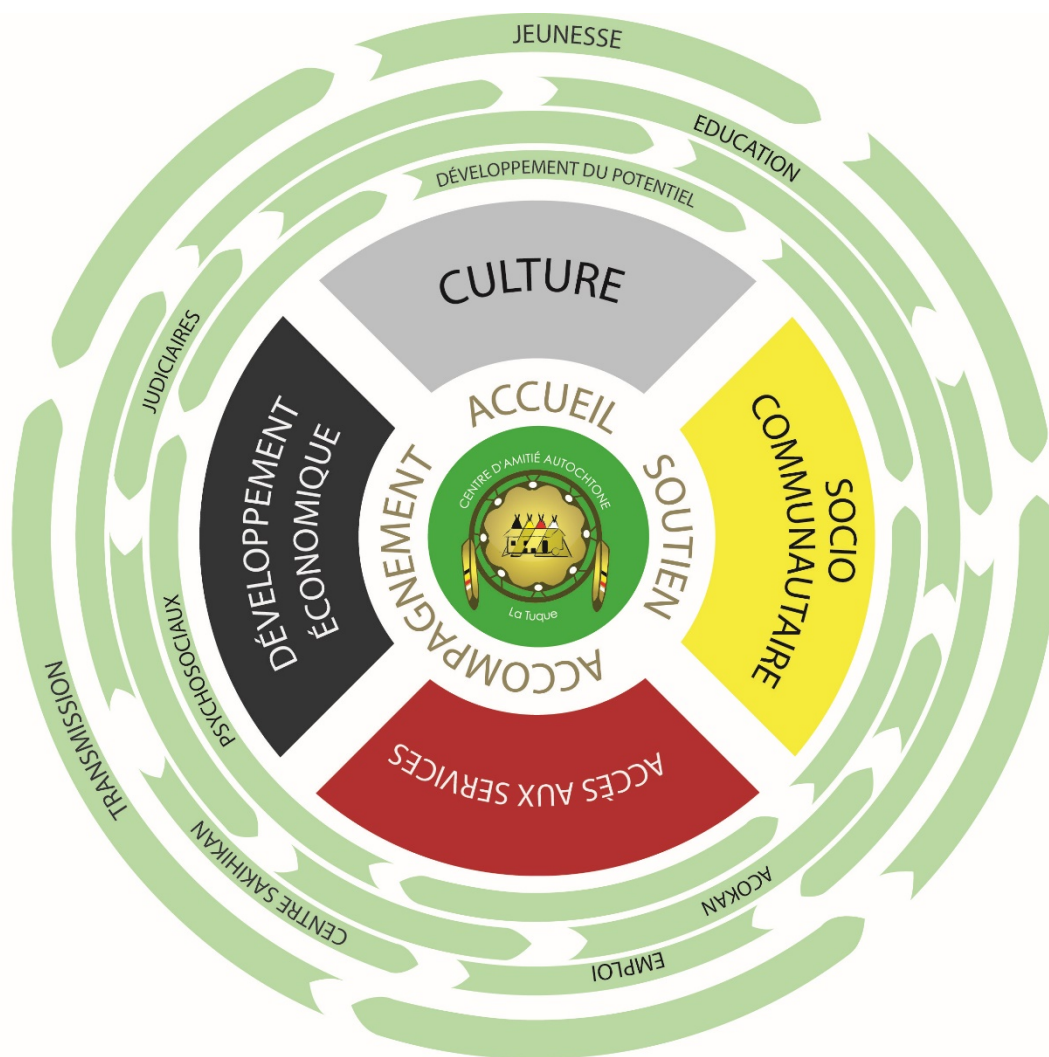 JEUNESSE
EDUCATION
DÉVELOPPEMENT DU POTENTIEL
JUDICIAIRES
PSYCHOSOCIAUX
TRANSMISSION
CENTRE SAKIHIKAN
EMPLOI
ACOKAN
CULTURE
SOCIO
COMMUNAUTAIRE
ACCÈS AUX SERVICES
DÉVELOPPEMENT
ÉCONOMIQUE
ACCUEIL
SOUTIEN
ACCOMPAGNEMENT
CENTRE D'AMITIÉ AUTOCHTONE
La Tuque